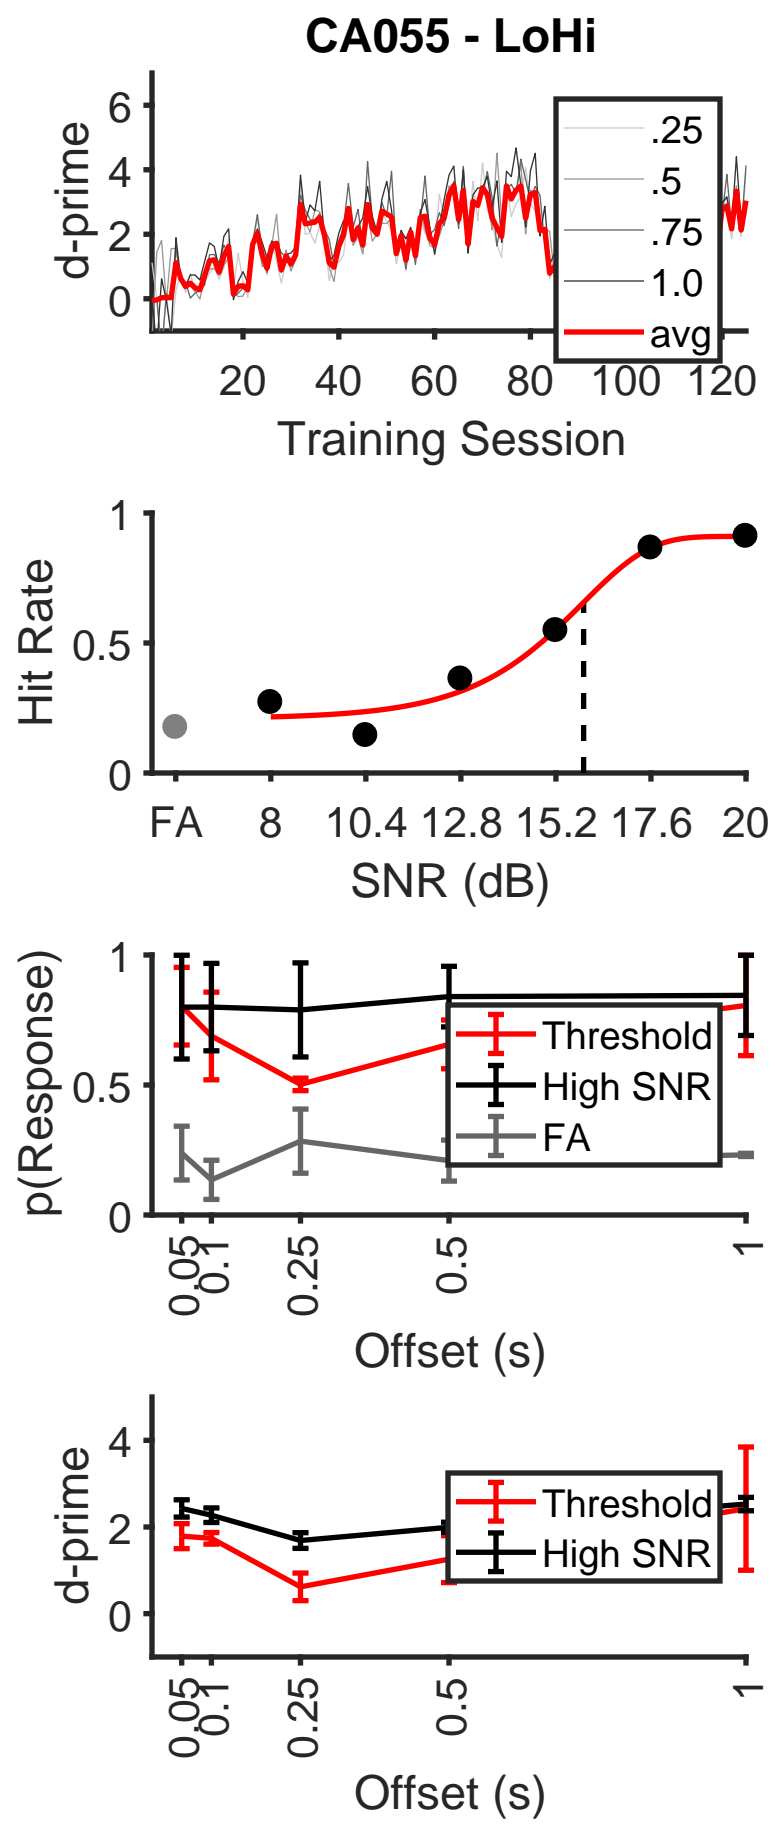 CA055 - LoHi
d-prime
6
4
2
0
.25
.5
.75
1.0
avg
20 40 60 80 100 120
Training Session
Hit Rate
1
0.5
0
FA 8 10.4 12.8 15.2 17.6 20
SNR (dB)
p(Response)
1
0.5
0
Threshold
High SNR
FA
0.05 0.1 0.25 0.5 1
Offset (s)
d-prime
4
2
0
Threshold
High SNR
0.05 0.1 0.25 0.5 1
Offset (s)